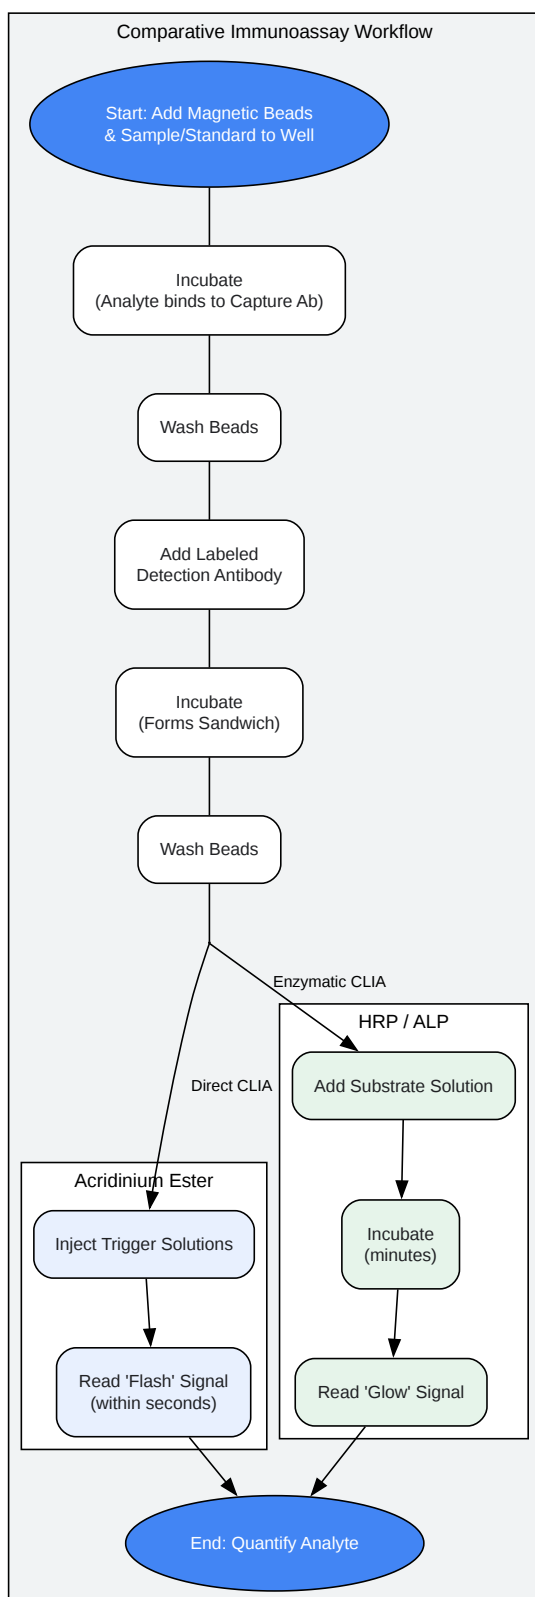 Comparative Immunoassay Workflow
Start: Add Magnetic Beads
& Sample/Standard to Well
Incubate
(Analyte binds to Capture Ab)
Wash Beads
Add Labeled
Detection Antibody
Incubate
(Forms Sandwich)
Wash Beads
Enzymatic CLIA
Direct CLIA
HRP / ALP
Add Substrate Solution
Incubate
(minutes)
Read 'Glow' Signal
Acridinium Ester
Inject Trigger Solutions
Read 'Flash' Signal
(within seconds)
End: Quantify Analyte